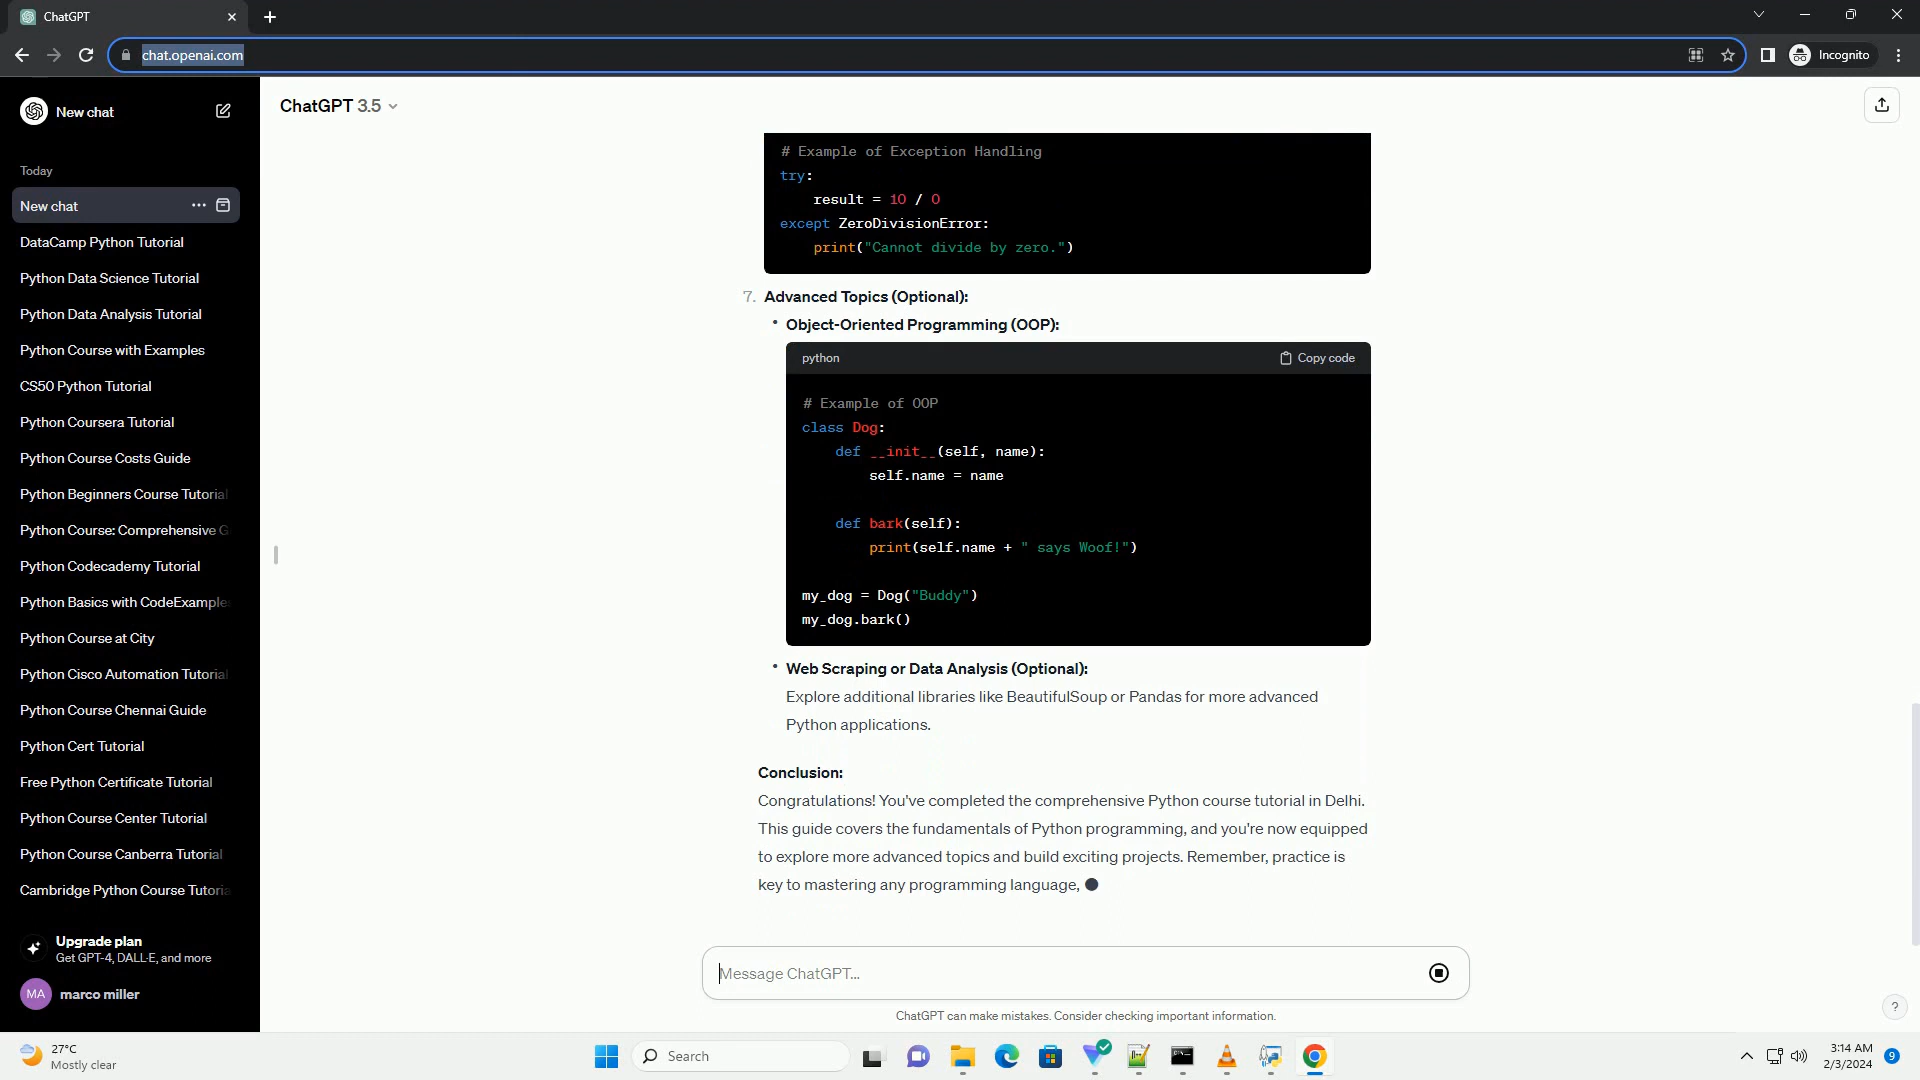 ChatGPT
chat.openai.com
Incognito
New chat
Today
New chat
DataCamp Python Tutorial
Python Data Science Tutorial
Python Data Analysis Tutorial
Python Course with Examples
CS50 Python Tutorial
Python Coursera Tutorial
Python Course Costs Guide
Python Beginners Course Tutorial
Python Course: Comprehensive G
Python Codecademy Tutorial
Python Basics with CodeExamples
Python Course at City
Python Cisco Automation Tutorial
Python Course Chennai Guide
Python Cert Tutorial
Free Python Certificate Tutorial
Python Course Center Tutorial
Python Course Canberra Tutorial
Cambridge Python Course Tutoria
Upgrade plan
Get GPT-4, DALL·E, and more
MA marco miller
ChatGPT 3.5
# Example of Exception Handling
try:
    result = 10 / 0
except ZeroDivisionError:
    print("Cannot divide by zero.")
7. Advanced Topics (Optional):
• Object-Oriented Programming (OOP):
python Copy code
# Example of OOP
class Dog:
    def __init__(self, name):
        self.name = name
    def bark(self):
        print(self.name + " says Woof!")
my_dog = Dog("Buddy")
my_dog.bark()
• Web Scraping or Data Analysis (Optional):
Explore additional libraries like BeautifulSoup or Pandas for more advanced
Python applications.
Conclusion:
Congratulations! You've completed the comprehensive Python course tutorial in Delhi.
This guide covers the fundamentals of Python programming, and you're now equipped
to explore more advanced topics and build exciting projects. Remember, practice is
key to mastering any programming language,
Message ChatGPT...
ChatGPT can make mistakes. Consider checking important information.
?
27°C
Mostly clear
Search
3:14 AM
2/3/2024
9